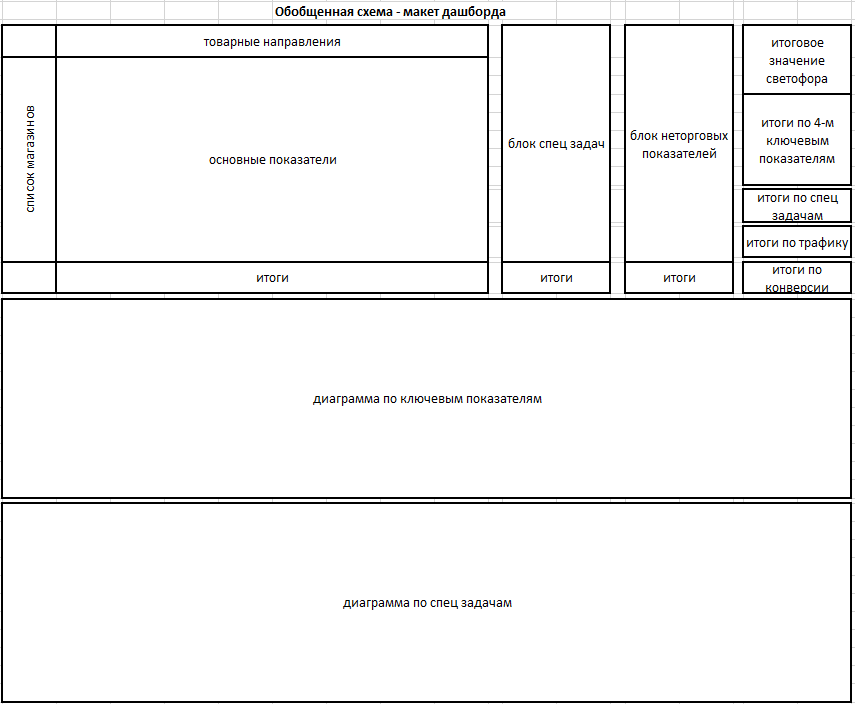 Обобщенная схема - макет дашборда
товарные направления
список магазинов
основные показатели
итоги
блок спец задач
итоги
блок неторговых
показателей
итоги
итоговое
значение
светофора
итоги по 4-м
ключевым
показателям
итоги по спец
задачам
итоги по трафику
итоги по
конверсии
диаграмма по ключевым показателям
диаграмма по спец задачам